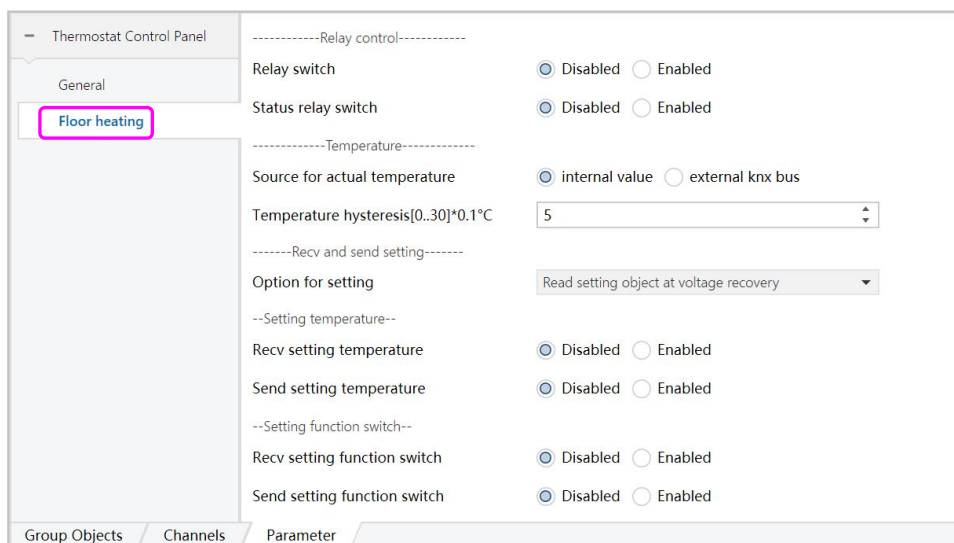 Thermostat Control Panel
General
Floor heating
------------Relay control------------
Relay switch Disabled Enabled
Status relay switch Disabled Enabled
-------------Temperature-------------
Source for actual temperature internal value external knx bus
Temperature hysteresis[0..30]*0.1°C 5
-------Recv and send setting-------
Option for setting Read setting object at voltage recovery
--Setting temperature--
Recv setting temperature Disabled Enabled
Send setting temperature Disabled Enabled
--Setting function switch--
Recv setting function switch Disabled Enabled
Send setting function switch Disabled Enabled
Group Objects Channels Parameter